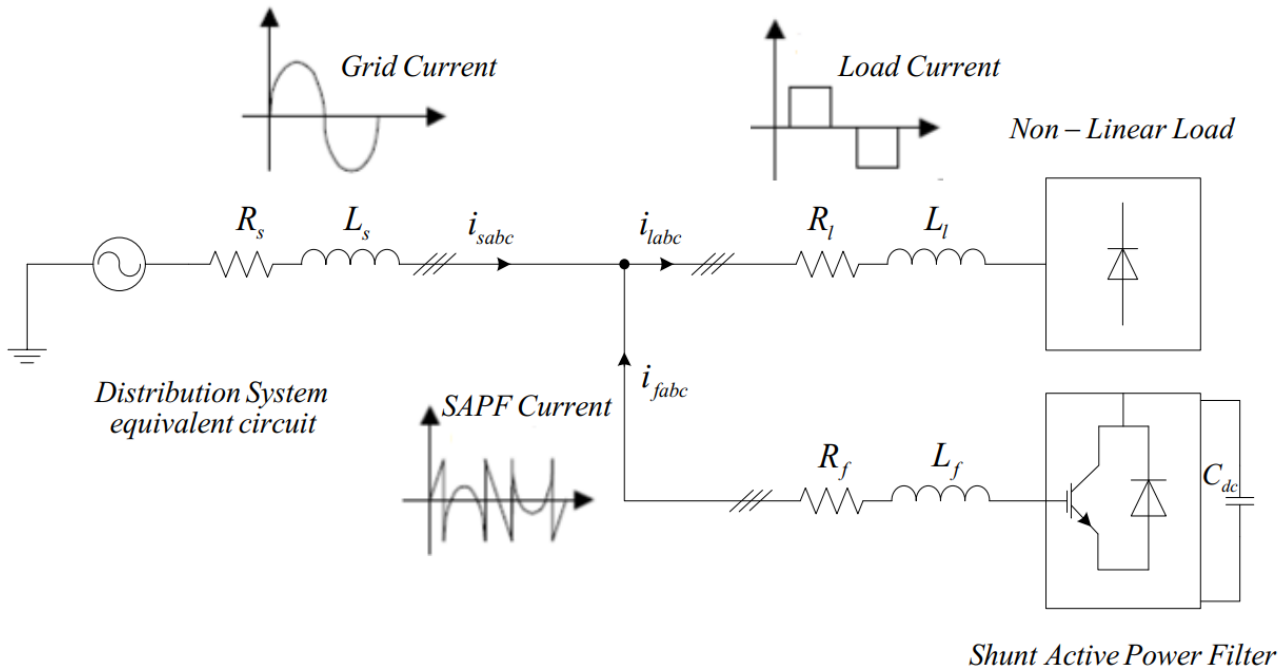 Grid Current
Load Current
Non – Linear Load
R_s
L_s
i_sabc
i_labc
R_l
L_l
Distribution System
equivalent circuit
SAPF Current
i_fabc
R_f
L_f
C_dc
Shunt Active Power Filter